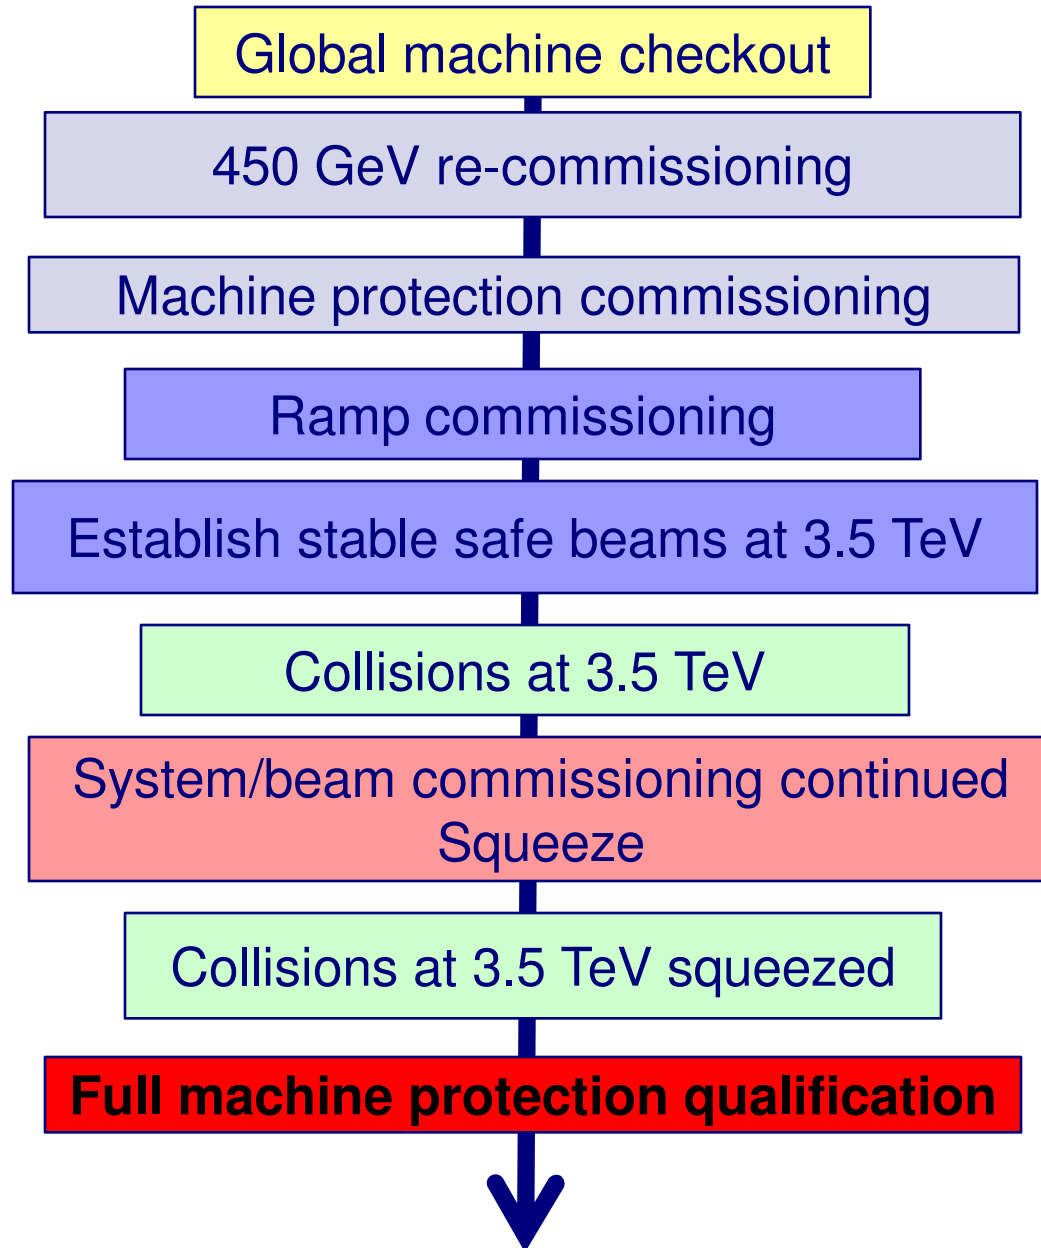 Global machine checkout
450 GeV re-commissioning
Machine protection commissioning
Ramp commissioning
Establish stable safe beams at 3.5 TeV
Collisions at 3.5 TeV
System/beam commissioning continued
Squeeze
Collisions at 3.5 TeV squeezed
Full machine protection qualification